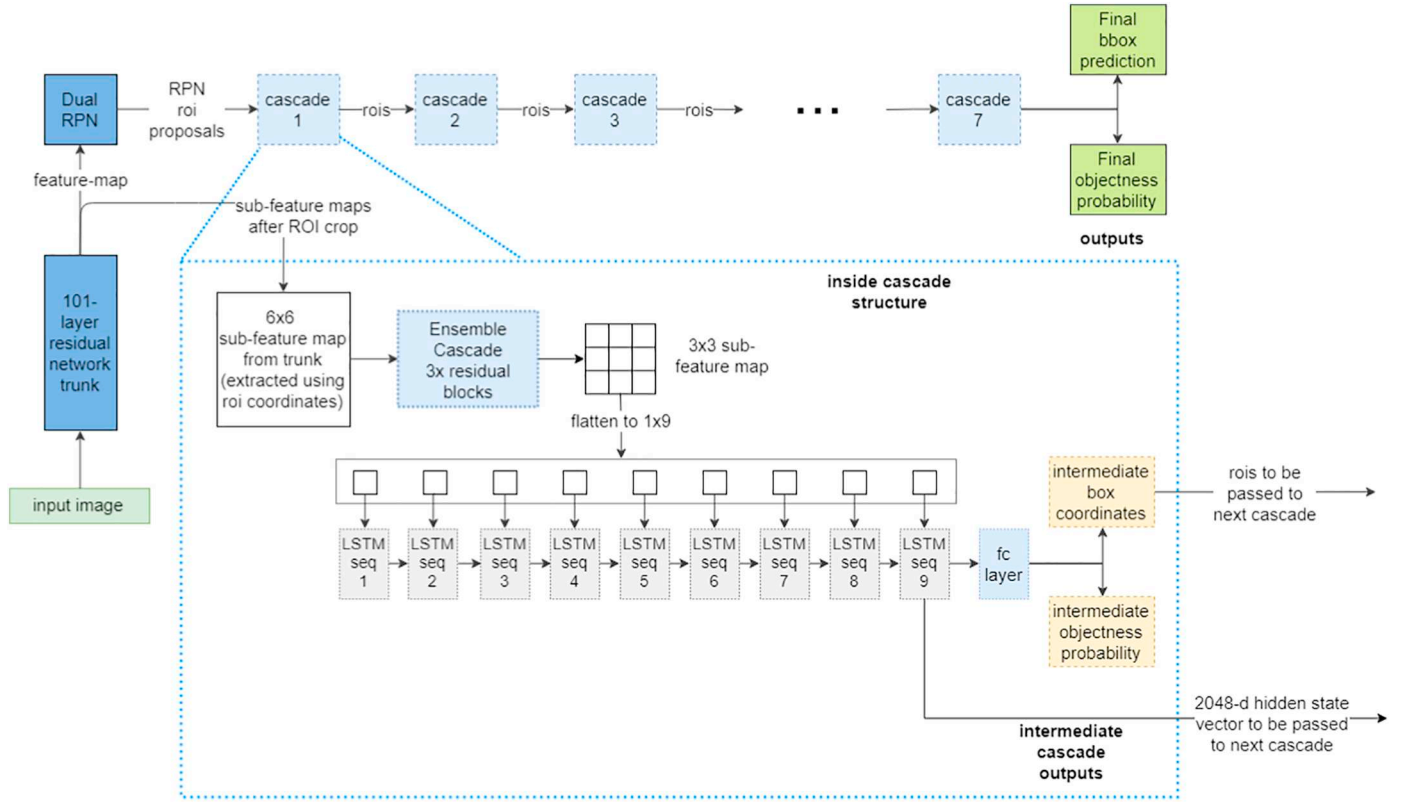 Final
bbox
prediction
Dual
RPN
RPN
roi
proposals
cascade
1
rois
cascade
2
rois
cascade
3
rois
...
cascade
7
Final
objectness
probability
outputs
feature-map
sub-feature maps
after ROI crop
101-
layer
residual
network
trunk
input image
inside cascade
structure
6x6
sub-feature map
from trunk
(extracted using
roi coordinates)
Ensemble
Cascade
3x residual
blocks
3x3 sub-
feature map
flatten to 1x9
LSTM
seq
1
LSTM
seq
2
LSTM
seq
3
LSTM
seq
4
LSTM
seq
5
LSTM
seq
6
LSTM
seq
7
LSTM
seq
8
LSTM
seq
9
fc
layer
intermediate
box
coordinates
rois to be
passed to
next cascade
intermediate
objectness
probability
2048-d hidden state
vector to be passed
to next cascade
intermediate
cascade
outputs